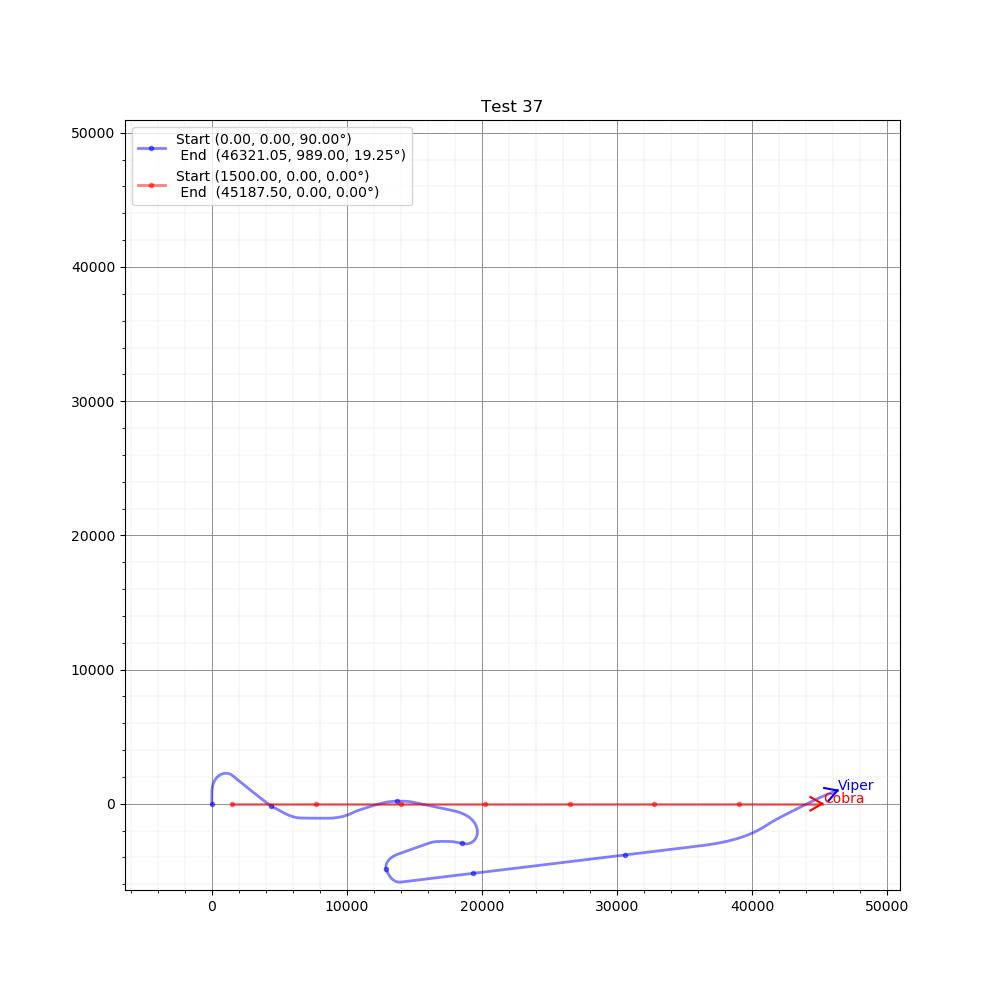 Test 37
Start (0.00, 0.00, 90.00°)
End (46321.05, 989.00, 19.25°)
Start (1500.00, 0.00, 0.00°)
End (45187.50, 0.00, 0.00°)
50000
40000
30000
20000
10000
0
Viper
Cobra
0
10000
20000
30000
40000
50000